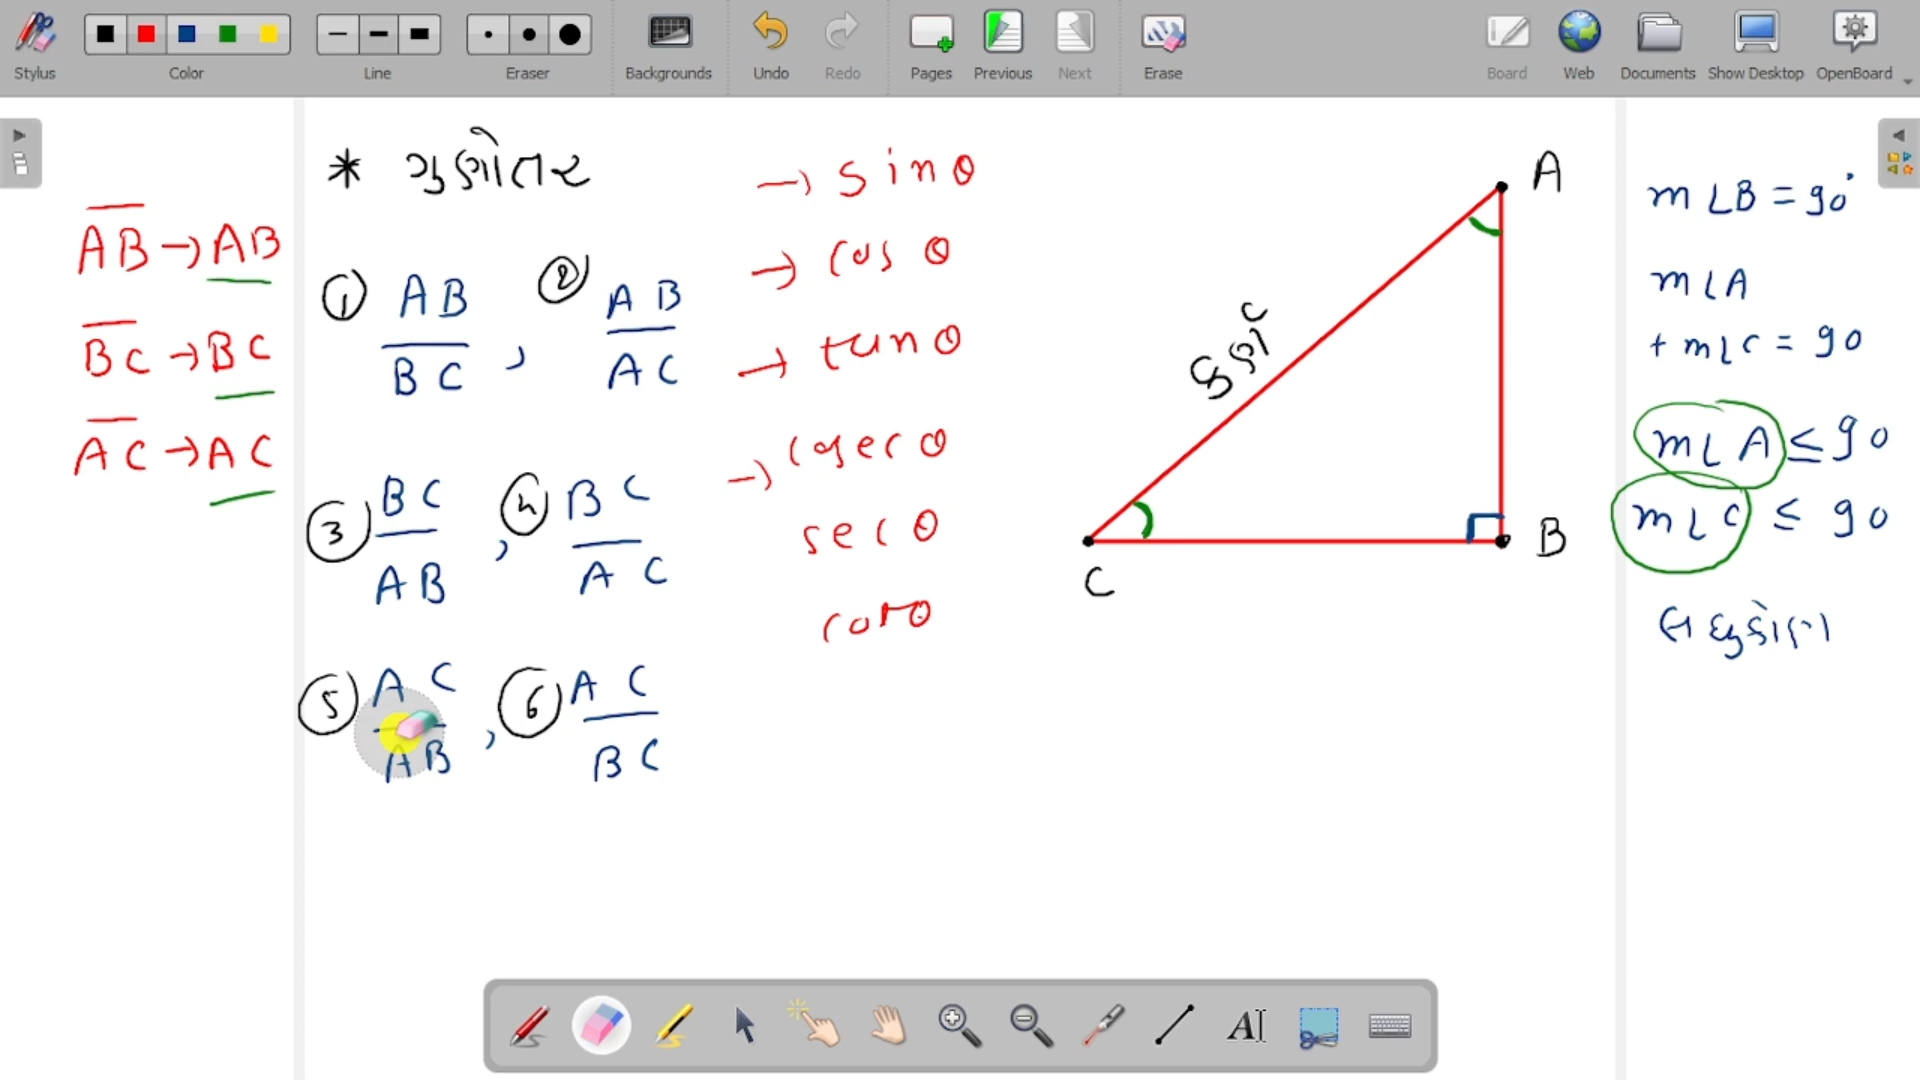 Stylus Color Line Eraser Backgrounds Undo Redo Pages Previous Next Erase Board Web Documents Show Desktop OpenBoard
AB → AB
BC → BC
AC → AC
* ગુણોત્તર
① AB/BC , ② AB/AC
③ BC/AB , ④ BC/AC
⑤ AC/AB , ⑥ AC/BC
→ sin θ
→ cos θ
→ tan θ
→ cosec θ
sec θ
cot θ
A
કર્ણ
C
B
C
m∠B = 90°
m∠A
+ m∠C = 90
m∠A ≤ 90
m∠C ≤ 90